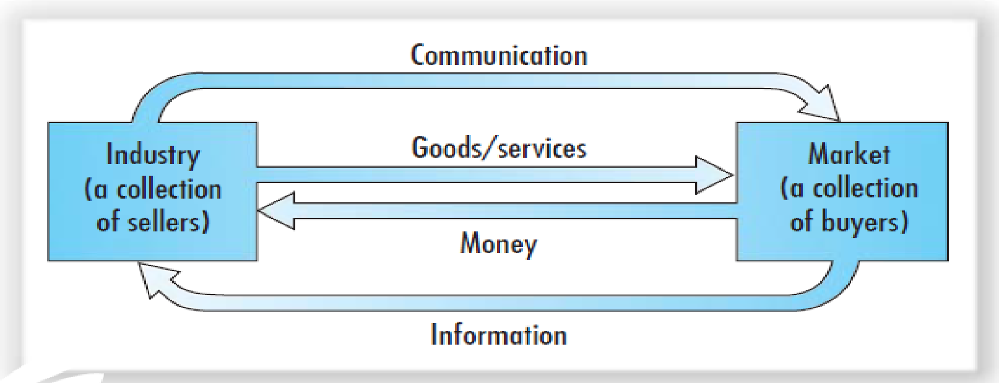 Communication
Goods/services
Industry
(a collection
of sellers)
Market
(a collection
of buyers)
Money
Information